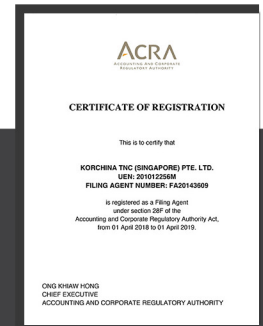 ACRA
ACCOUNTING AND CORPORATE
REGULATORY AUTHORITY
CERTIFICATE OF REGISTRATION
This is to certify that
KORCHINA TNC (SINGAPORE) PTE. LTD.
UEN: 201012256M
FILING AGENT NUMBER: FA20143609
is registered as a Filing Agent
under section 28F of the
Accounting and Corporate Regulatory Authority Act,
from 01 April 2018 to 01 April 2019.
ONG KHIAW HONG
CHIEF EXECUTIVE
ACCOUNTING AND CORPORATE REGULATORY AUTHORITY